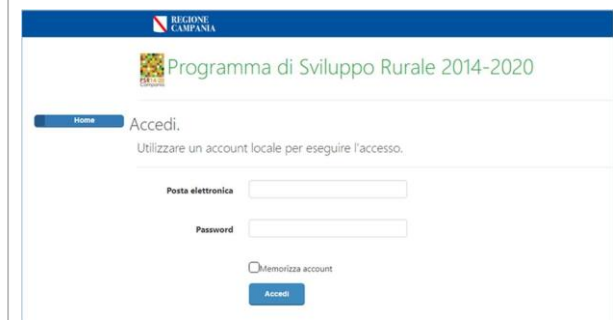 REGIONE
CAMPANIA
Programma di Sviluppo Rurale 2014-2020
Home
Accedi.
Utilizzare un account locale per eseguire l'accesso.
Posta elettronica
Password
Memorizza account
Accedi